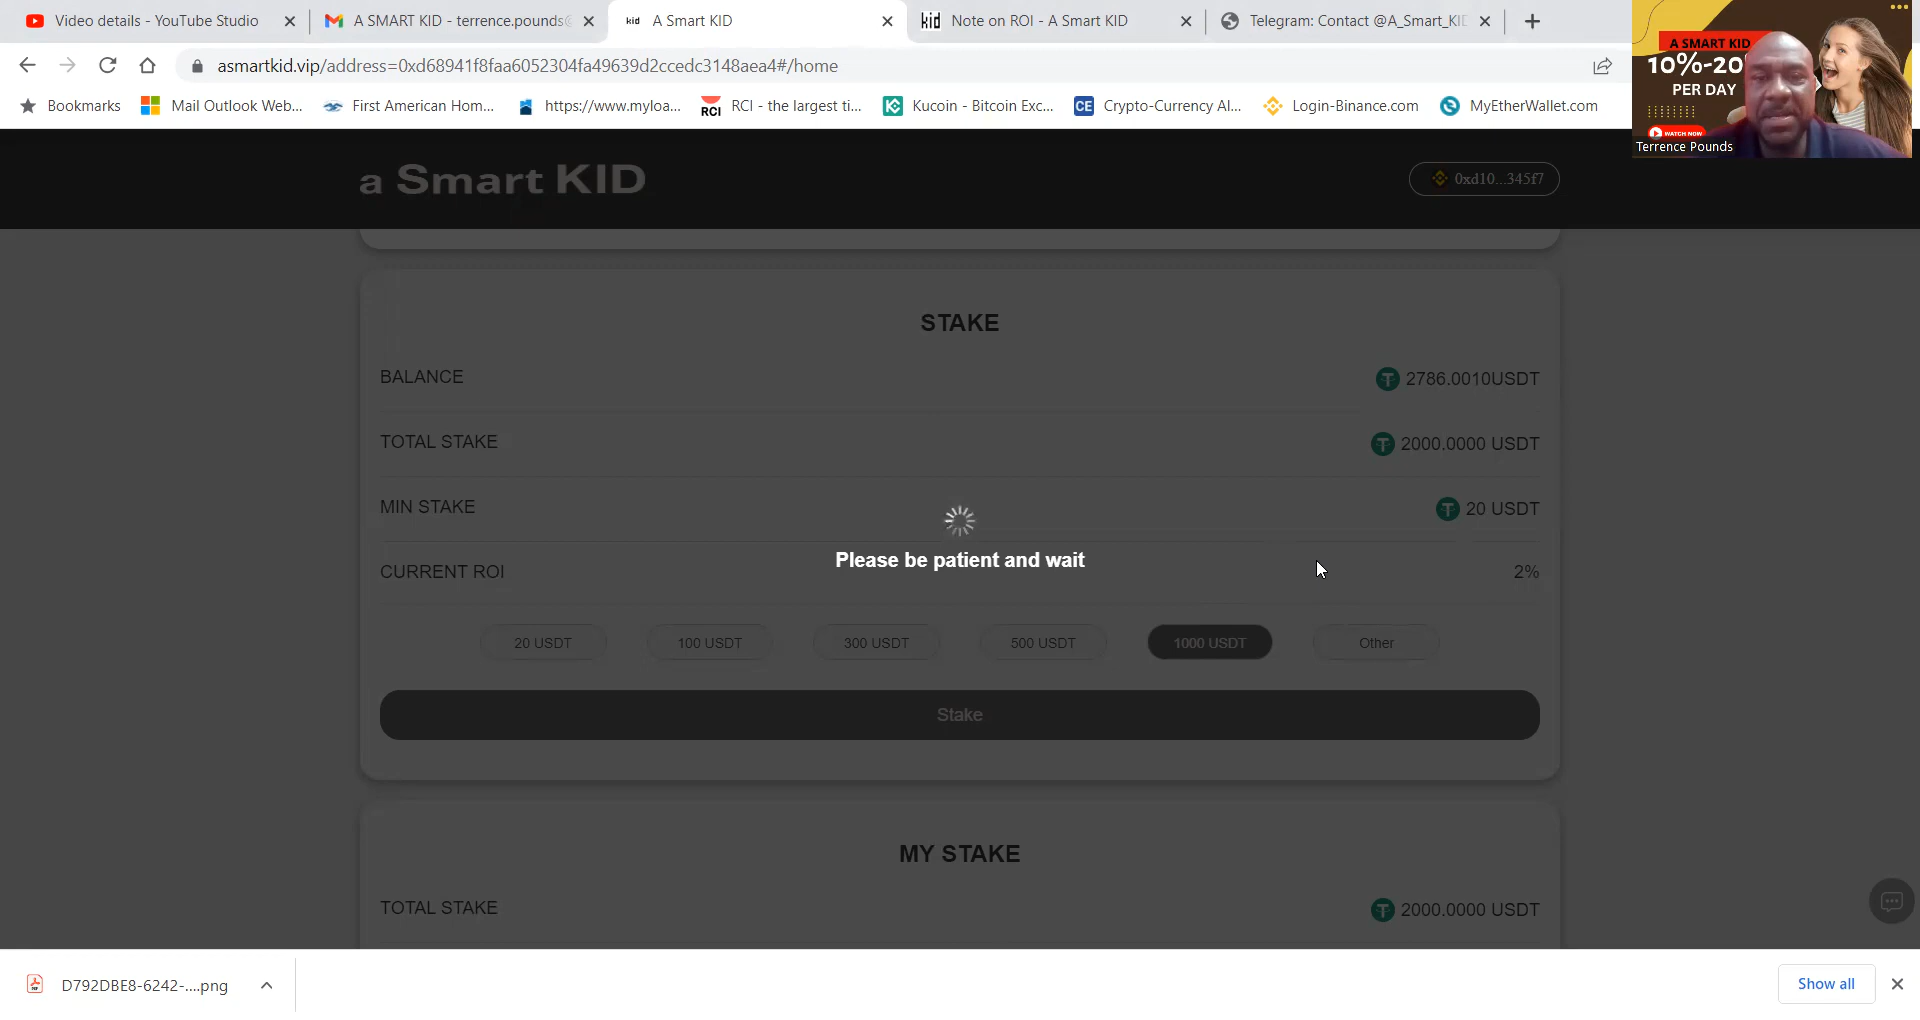 Video details - YouTube Studio
A SMART KID - terrence.pounds
A Smart KID
Note on ROI - A Smart KID
Telegram: Contact @A_Smart_KI
asmartkid.vip/address=0xd68941f8faa6052304fa49639d2ccedc3148aea4#/home
Bookmarks
Mail Outlook Web...
First American Hom...
https://www.myloa...
RCI - the largest ti...
Kucoin - Bitcoin Exc...
Crypto-Currency Al...
Login-Binance.com
MyEtherWallet.com
A SMART KID
10%-20
PER DAY
WATCH NOW
Terrence Pounds
a Smart KID
0xd10...345f7
STAKE
BALANCE
2786.0010USDT
TOTAL STAKE
2000.0000 USDT
MIN STAKE
20 USDT
Please be patient and wait
CURRENT ROI
2%
20 USDT
100 USDT
300 USDT
500 USDT
1000 USDT
Other
Stake
MY STAKE
TOTAL STAKE
2000.0000 USDT
D792DBE8-6242-....png
Show all